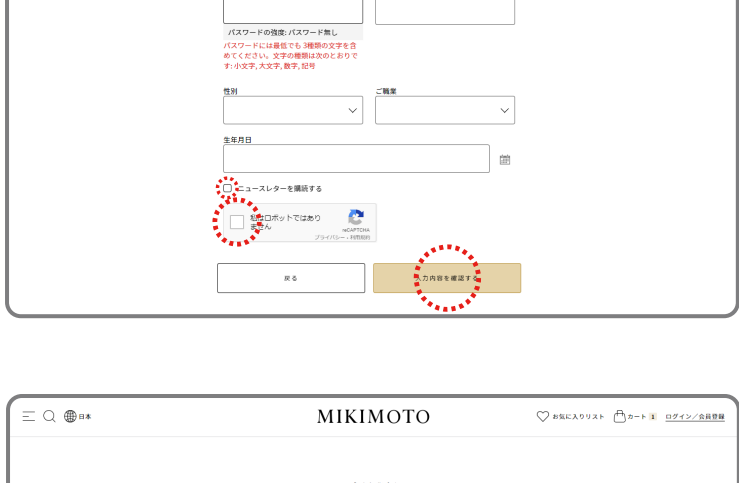 パスワードの強度: パスワード無し
パスワードには最低でも 3種類の文字を含
めてください。文字の種類は次のとおりで
す: 小文字, 大文字, 数字, 記号
性別 ご職業
生年月日
ニュースレターを購読する
私はロボットではあり
ません
reCAPTCHA
プライバシー - 利用規約
戻る 入力内容を確認する
日本 MIKIMOTO お気に入りリスト カート 1 ログイン／会員登録